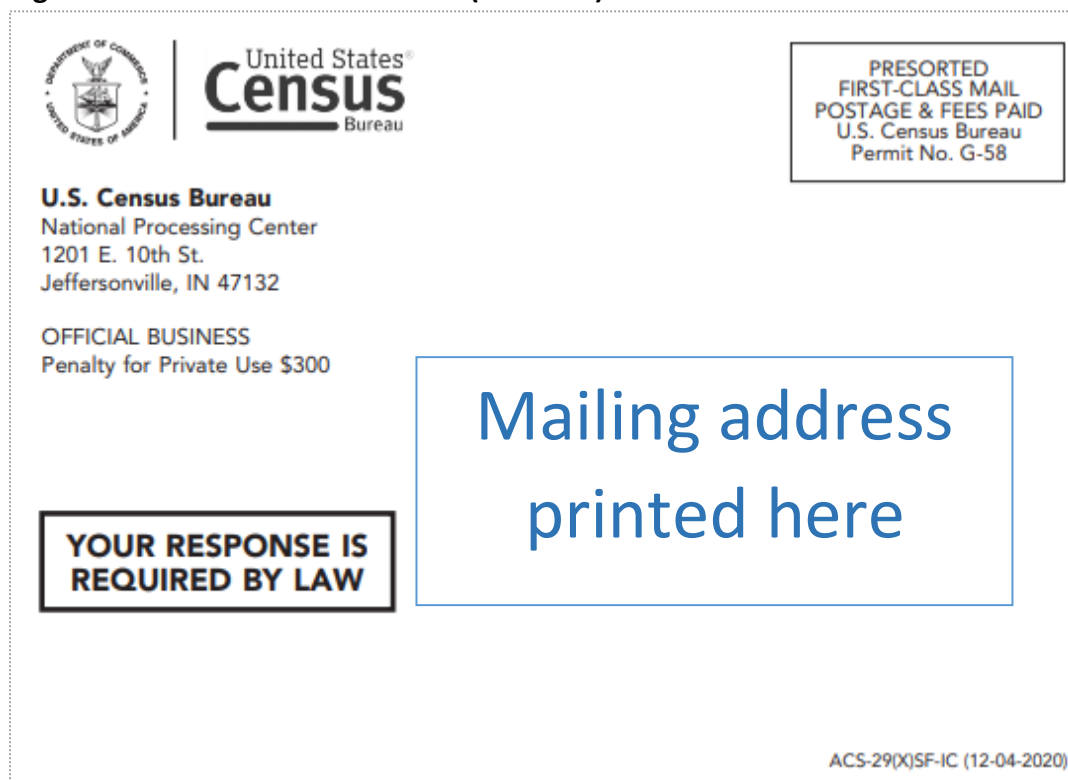 DEPARTMENT OF COMMERCE
UNITED STATES OF AMERICA
United States®
Census
Bureau
PRESORTED
FIRST-CLASS MAIL
POSTAGE & FEES PAID
U.S. Census Bureau
Permit No. G-58
U.S. Census Bureau
National Processing Center
1201 E. 10th St.
Jeffersonville, IN 47132
OFFICIAL BUSINESS
Penalty for Private Use $300
Mailing address
printed here
YOUR RESPONSE IS
REQUIRED BY LAW
ACS-29(X)SF-IC (12-04-2020)